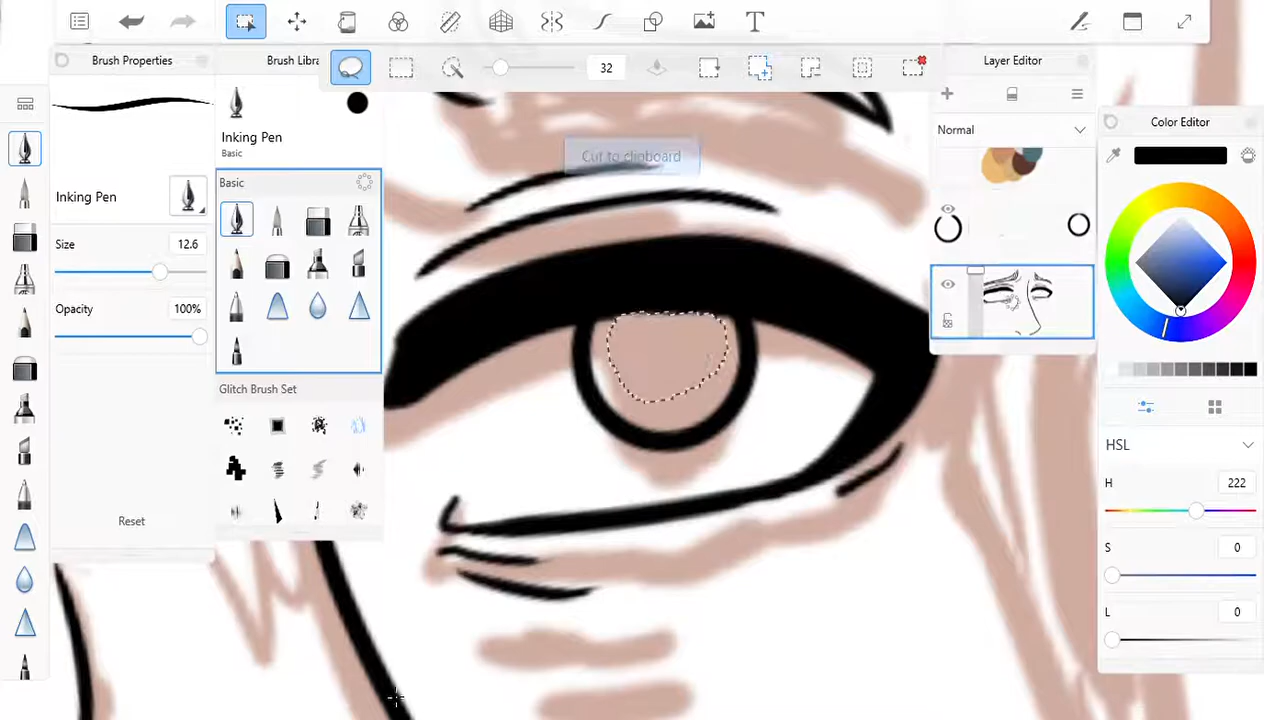 Brush Properties
Brush Libra
32
Layer Editor
Inking Pen
Basic
Normal
Color Editor
Cut to clipboard
Basic
Inking Pen
Size
12.6
Opacity
100%
Glitch Brush Set
HSL
H
222
Reset
S
0
L
0